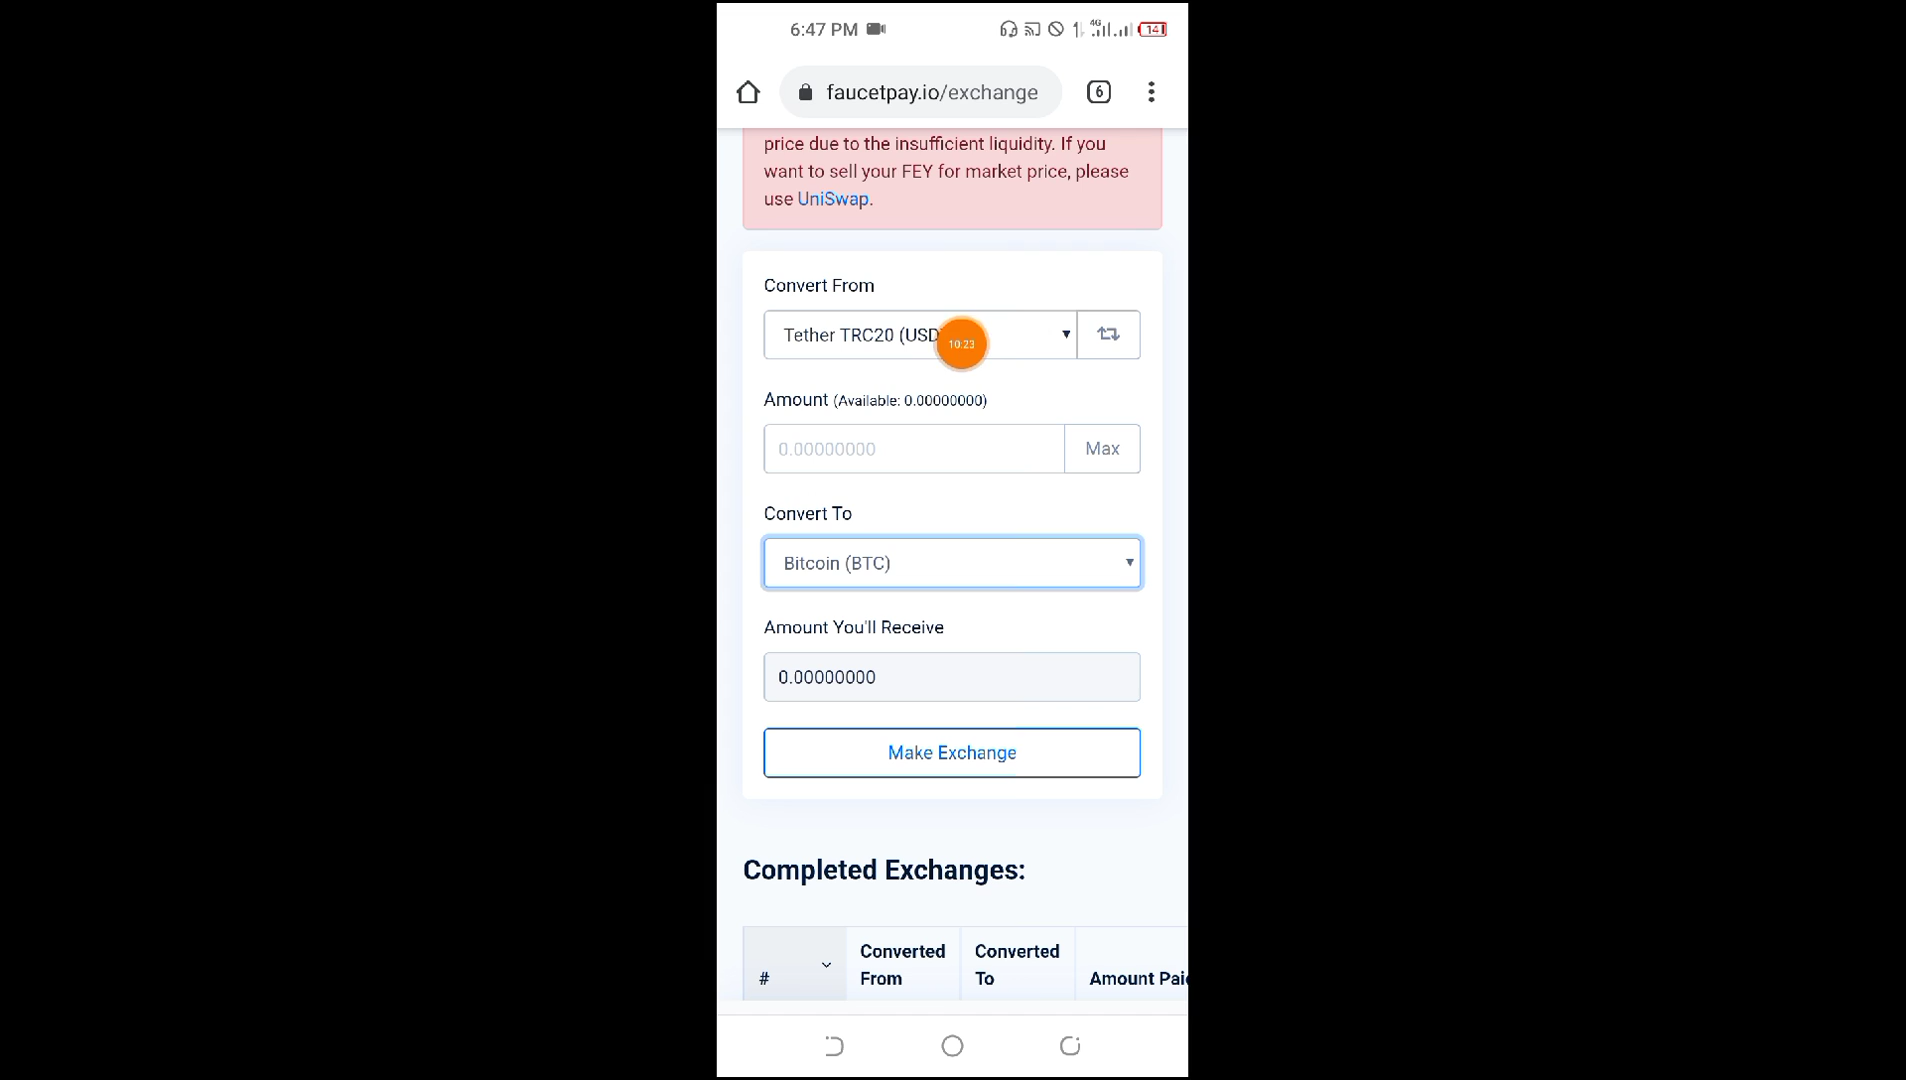 6:47 PM
4G
14
faucetpay.io/exchange
6
price due to the insufficient liquidity. If you
want to sell your FEY for market price, please
use UniSwap.
Convert From
Tether TRC20 (USD
10:23
Amount (Available: 0.00000000)
0.00000000
Max
Convert To
Bitcoin (BTC)
Amount You'll Receive
0.00000000
Make Exchange
Completed Exchanges:
#
Converted From
Converted To
Amount Paid